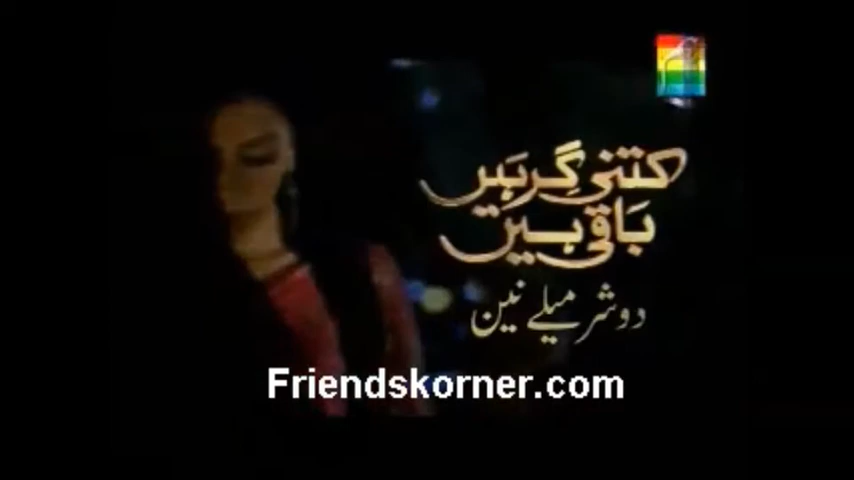 کتنی گرہیں
باقی ہیں
دو شرمیلے نین
Friendskorner.com